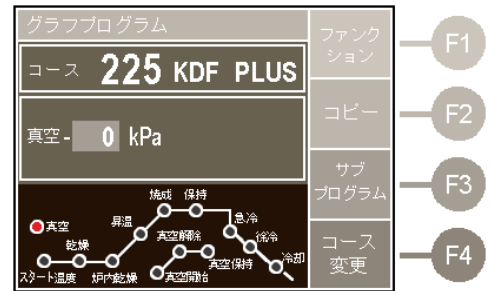 グラフプログラム
コース 225 KDF PLUS
真空- 0 kPa
焼成 保持
真空 昇温 急冷
乾燥 真空解除 徐冷
真空保持 冷却
スタート温度 炉内乾燥 真空開始
ファンク
ション
コピー
サブ
プログラム
コース
変更
F1
F2
F3
F4